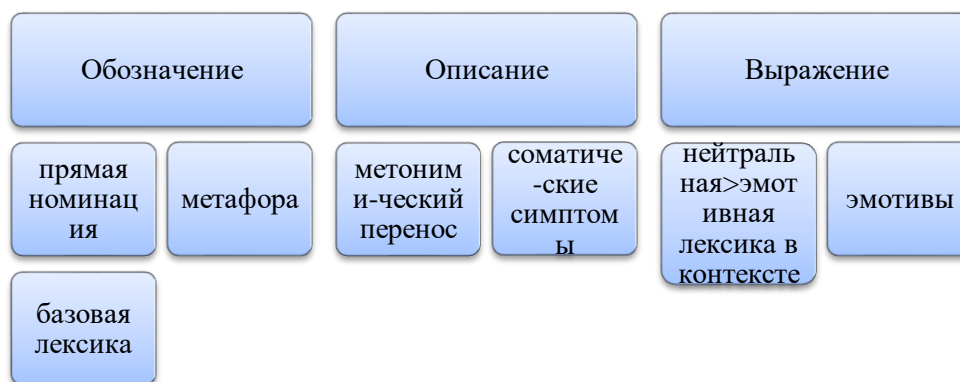 Обозначение
Описание
Выражение
прямая
номинац
ия
метафора
метоним
и-ческий
перенос
соматиче
-ские
симптом
ы
нейтраль
ная>эмот
ивная
лексика в
контексте
эмотивы
базовая
лексика